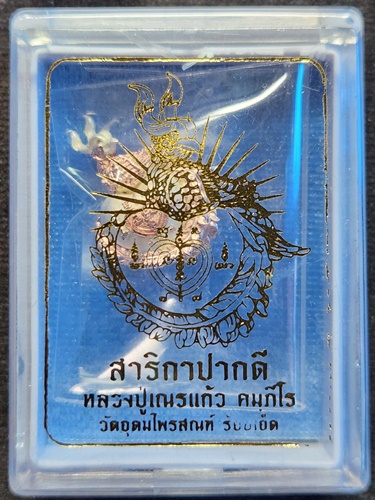 สาริกาปากดี
หลวงปู่เณรแก้ว คมภีโร
วัดอุดมไพรสณฑ์ ร้อยเอ็ด